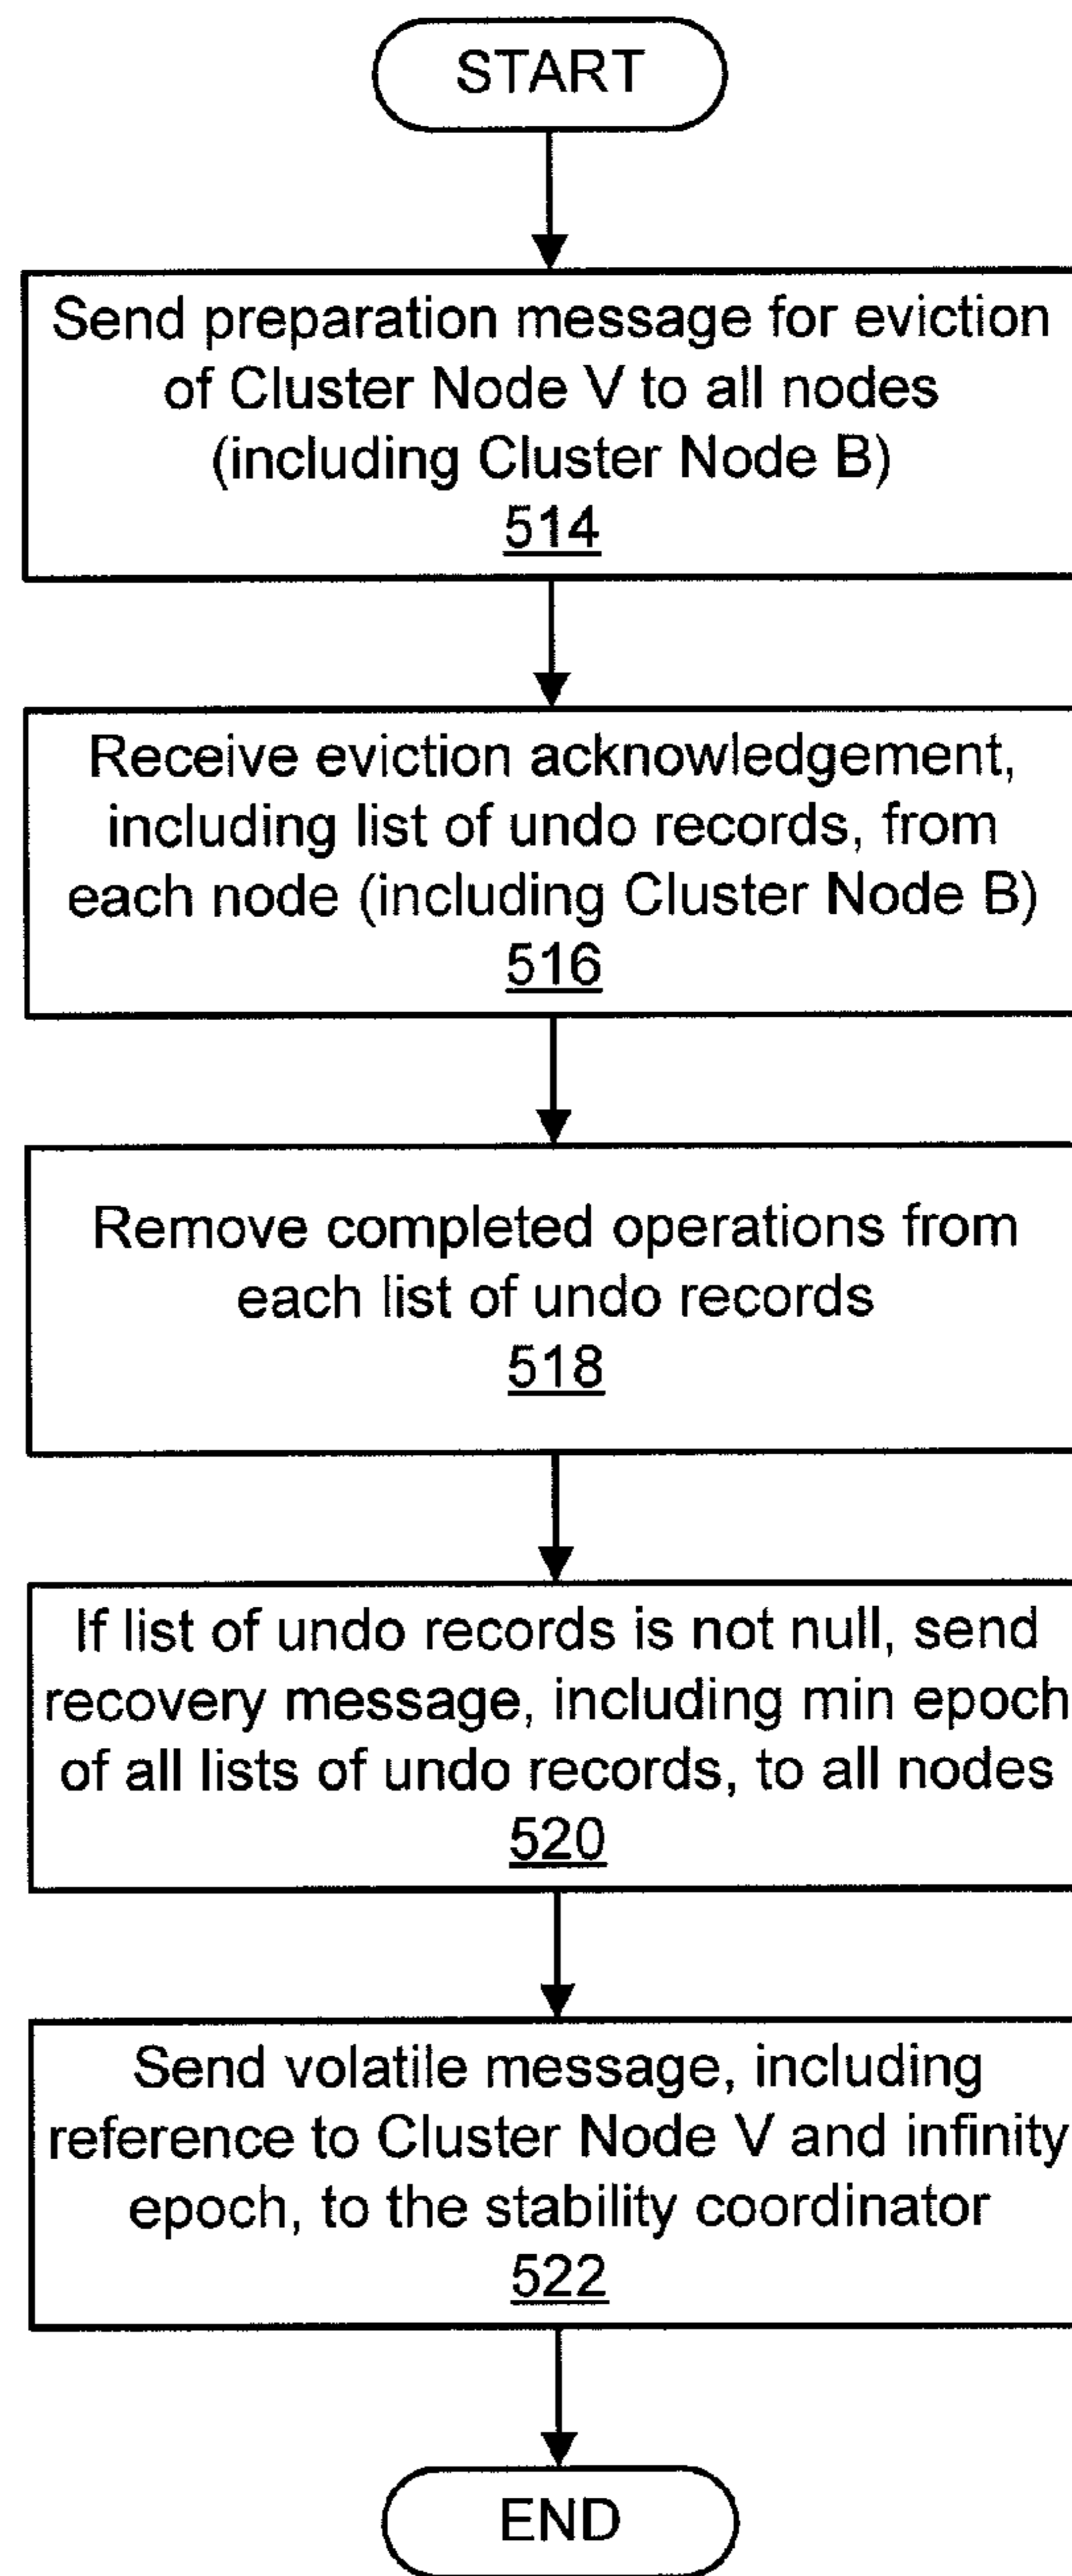 START
Send preparation message for eviction
of Cluster Node V to all nodes
(including Cluster Node B)
514
Receive eviction acknowledgement,
including list of undo records, from
each node (including Cluster Node B)
516
Remove completed operations from
each list of undo records
518
If list of undo records is not null, send
recovery message, including min epoch
of all lists of undo records, to all nodes
520
Send volatile message, including
reference to Cluster Node V and infinity
epoch, to the stability coordinator
522
END